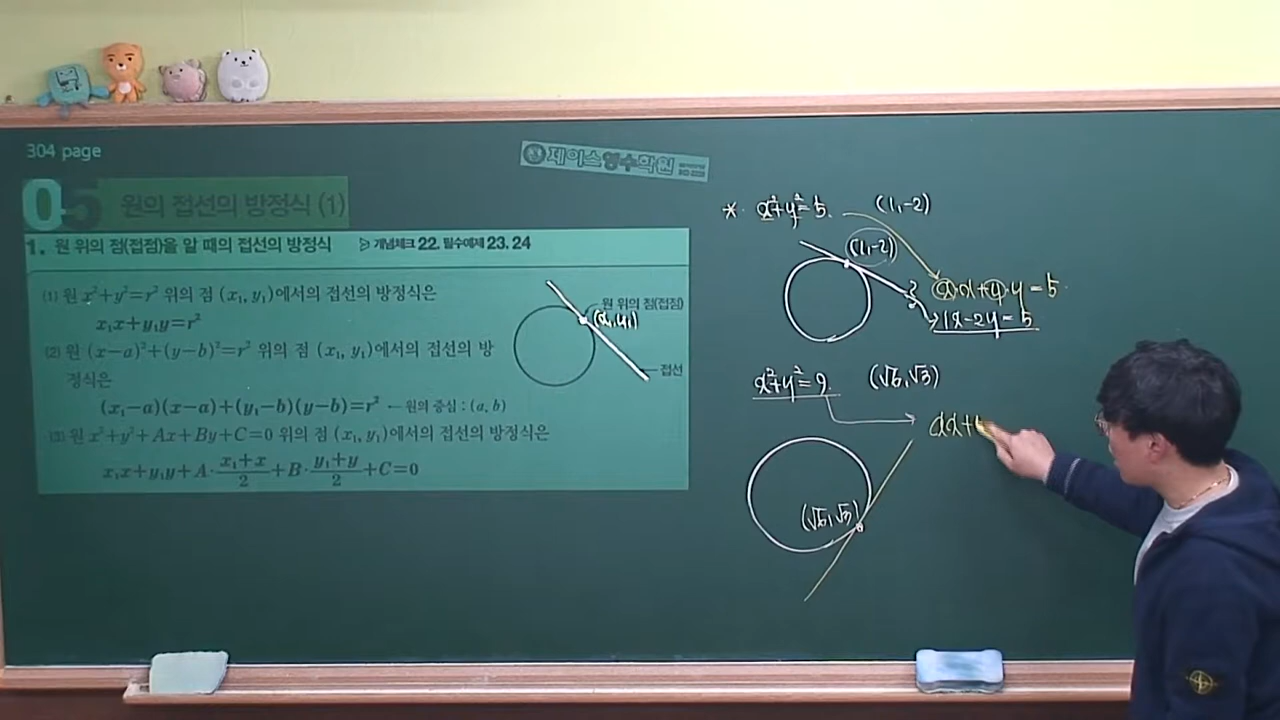 304 page
제이스영수학원
05 원의 접선의 방정식 (1)
1. 원 위의 점(접점)을 알 때의 접선의 방정식 ▷ 개념체크 22. 필수예제 23. 24
(1) 원 x²+y²=r² 위의 점 (x₁, y₁)에서의 접선의 방정식은
x₁x+y₁y=r²
(2) 원 (x−a)²+(y−b)²=r² 위의 점 (x₁, y₁)에서의 접선의 방
정식은
(x₁−a)(x−a)+(y₁−b)(y−b)=r² ← 원의 중심 : (a, b)
(3) 원 x²+y²+Ax+By+C=0 위의 점 (x₁, y₁)에서의 접선의 방정식은
x₁x+y₁y+A·(x₁+x)/2+B·(y₁+y)/2+C=0
원 위의 점(접점)
(x₁,y₁)
접선
* x²+y²=5. (1,-2)
(1,-2)
x·x+y·y=5
→1x-2y=5
x²+y²=9. (√6,√3)
xx+
(√6,√3)